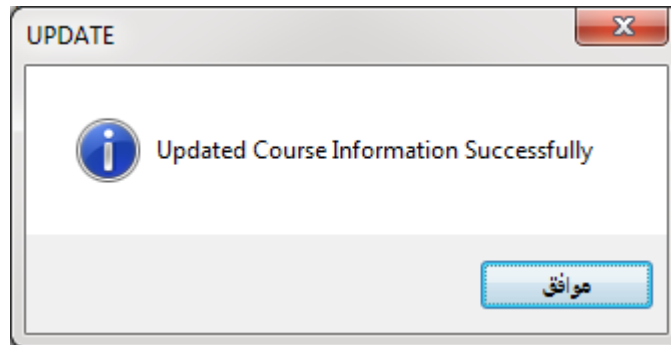 UPDATE
Updated Course Information Successfully
موافق